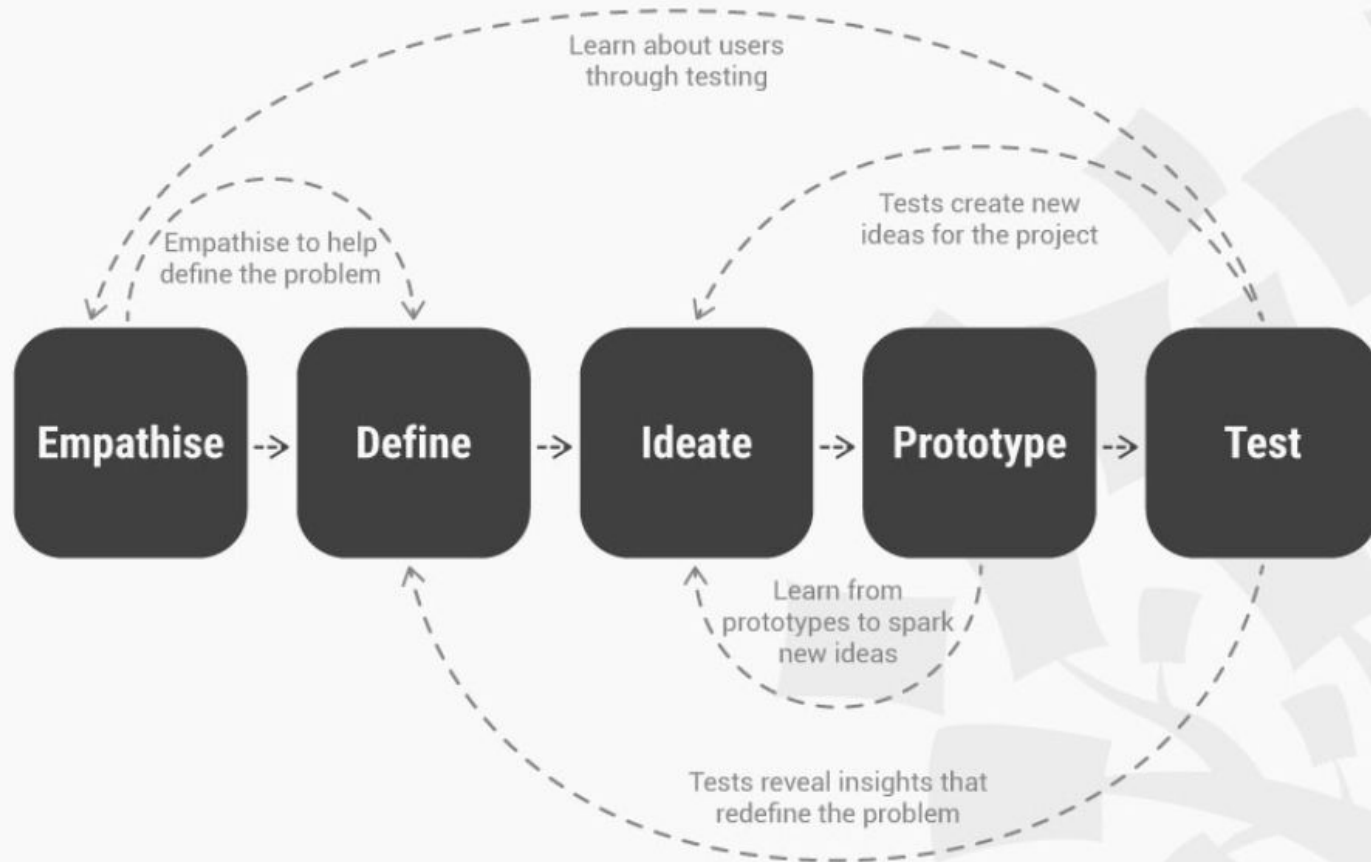 Learn about users
through testing
Tests create new
ideas for the project
Empathise to help
define the problem
Empathise
Define
Ideate
Prototype
Test
Learn from
prototypes to spark
new ideas
Tests reveal insights that
redefine the problem